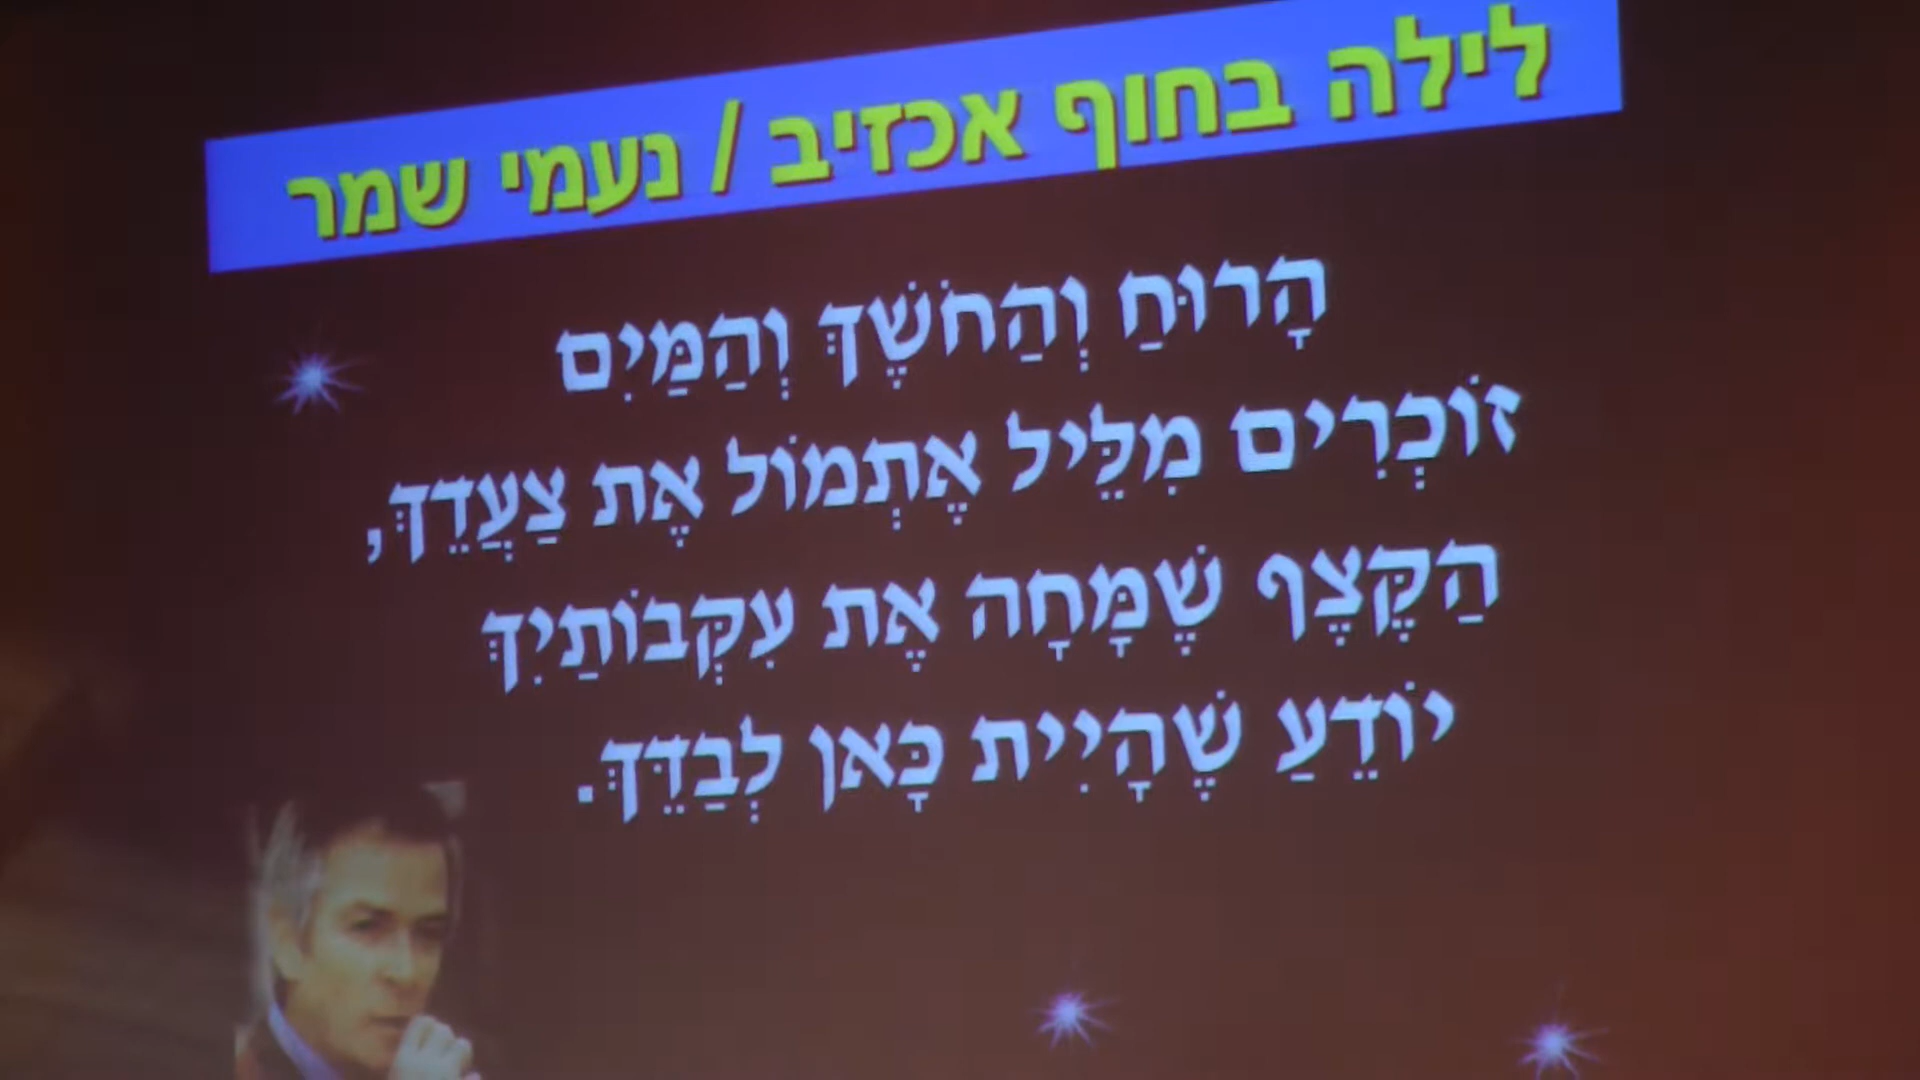 לילה בחוף אכזיב / נעמי שמר
הָרוּחַ וְהַחֹשֶׁךְ וְהַמַּיִם
זוֹכְרִים מִלֵּיל אֶתְמוֹל אֶת צַעֲדֵךְ,
הַקֶּצֶף שֶׁמָּחָה אֶת עִקְּבוֹתַיִךְ
יוֹדֵעַ שֶׁהָיִית כָּאן לְבַדֵּךְ.